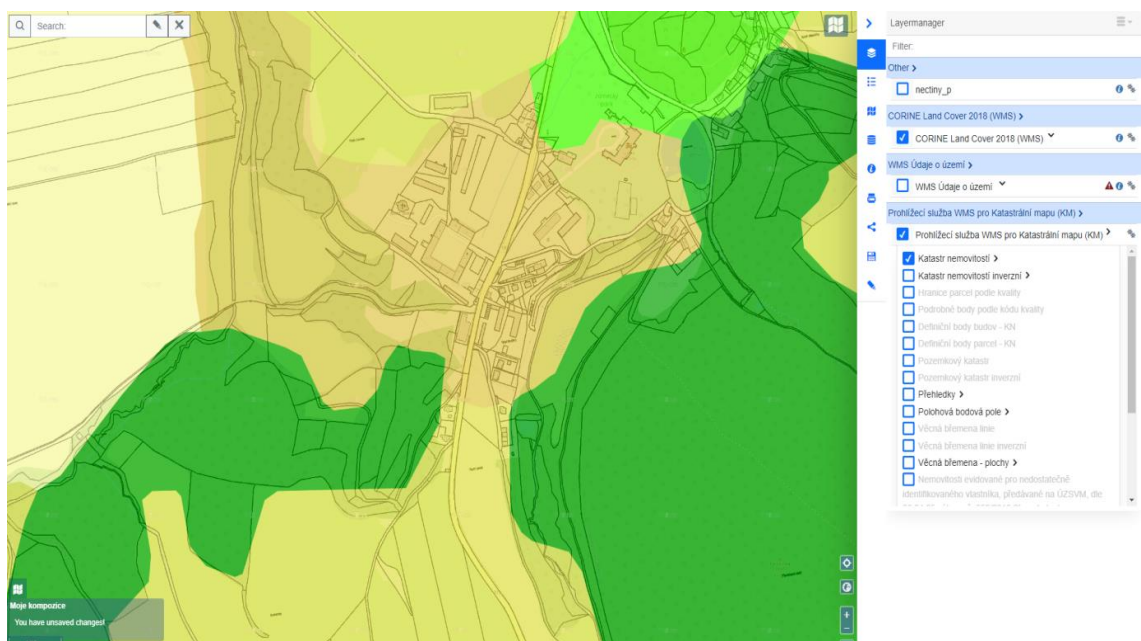 Search:
Moje kompozice
You have unsaved changes!
Layermanager
Filter:
Other
nectiny_p
CORINE Land Cover 2018 (WMS)
CORINE Land Cover 2018 (WMS)
WMS Údaje o území
WMS Údaje o území
Prohlížecí služba WMS pro Katastrální mapu (KM)
Prohlížecí služba WMS pro Katastrální mapu (KM)
Katastr nemovitostí
Katastr nemovitostí inverzní
Hranice parcel podle kvality
Podrobné body podle kódu kvality
Definiční body budov - KN
Definiční body parcel - KN
Pozemkový katastr
Pozemkový katastr inverzní
Přehledky
Polohová bodová pole
Věcná břemena linie
Věcná břemena linie inverzní
Věcná břemena - plochy
Nemovitosti evidované pro nedostatečně
identifikovaného vlastníka, předávané na ÚZSVM, dle